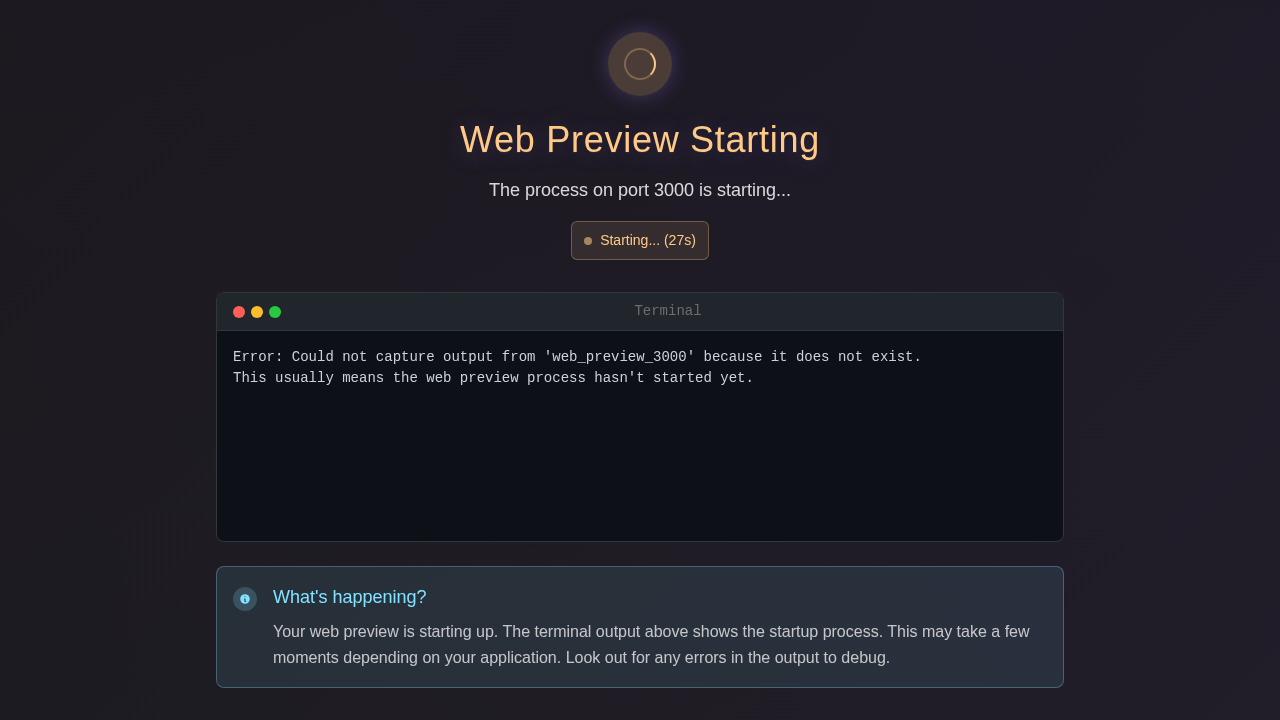 Web Preview Starting
The process on port 3000 is starting...
Starting... (27s)
Terminal
Error: Could not capture output from 'web_preview_3000' because it does not exist.
This usually means the web preview process hasn't started yet.
What's happening?
Your web preview is starting up. The terminal output above shows the startup process. This may take a few
moments depending on your application. Look out for any errors in the output to debug.